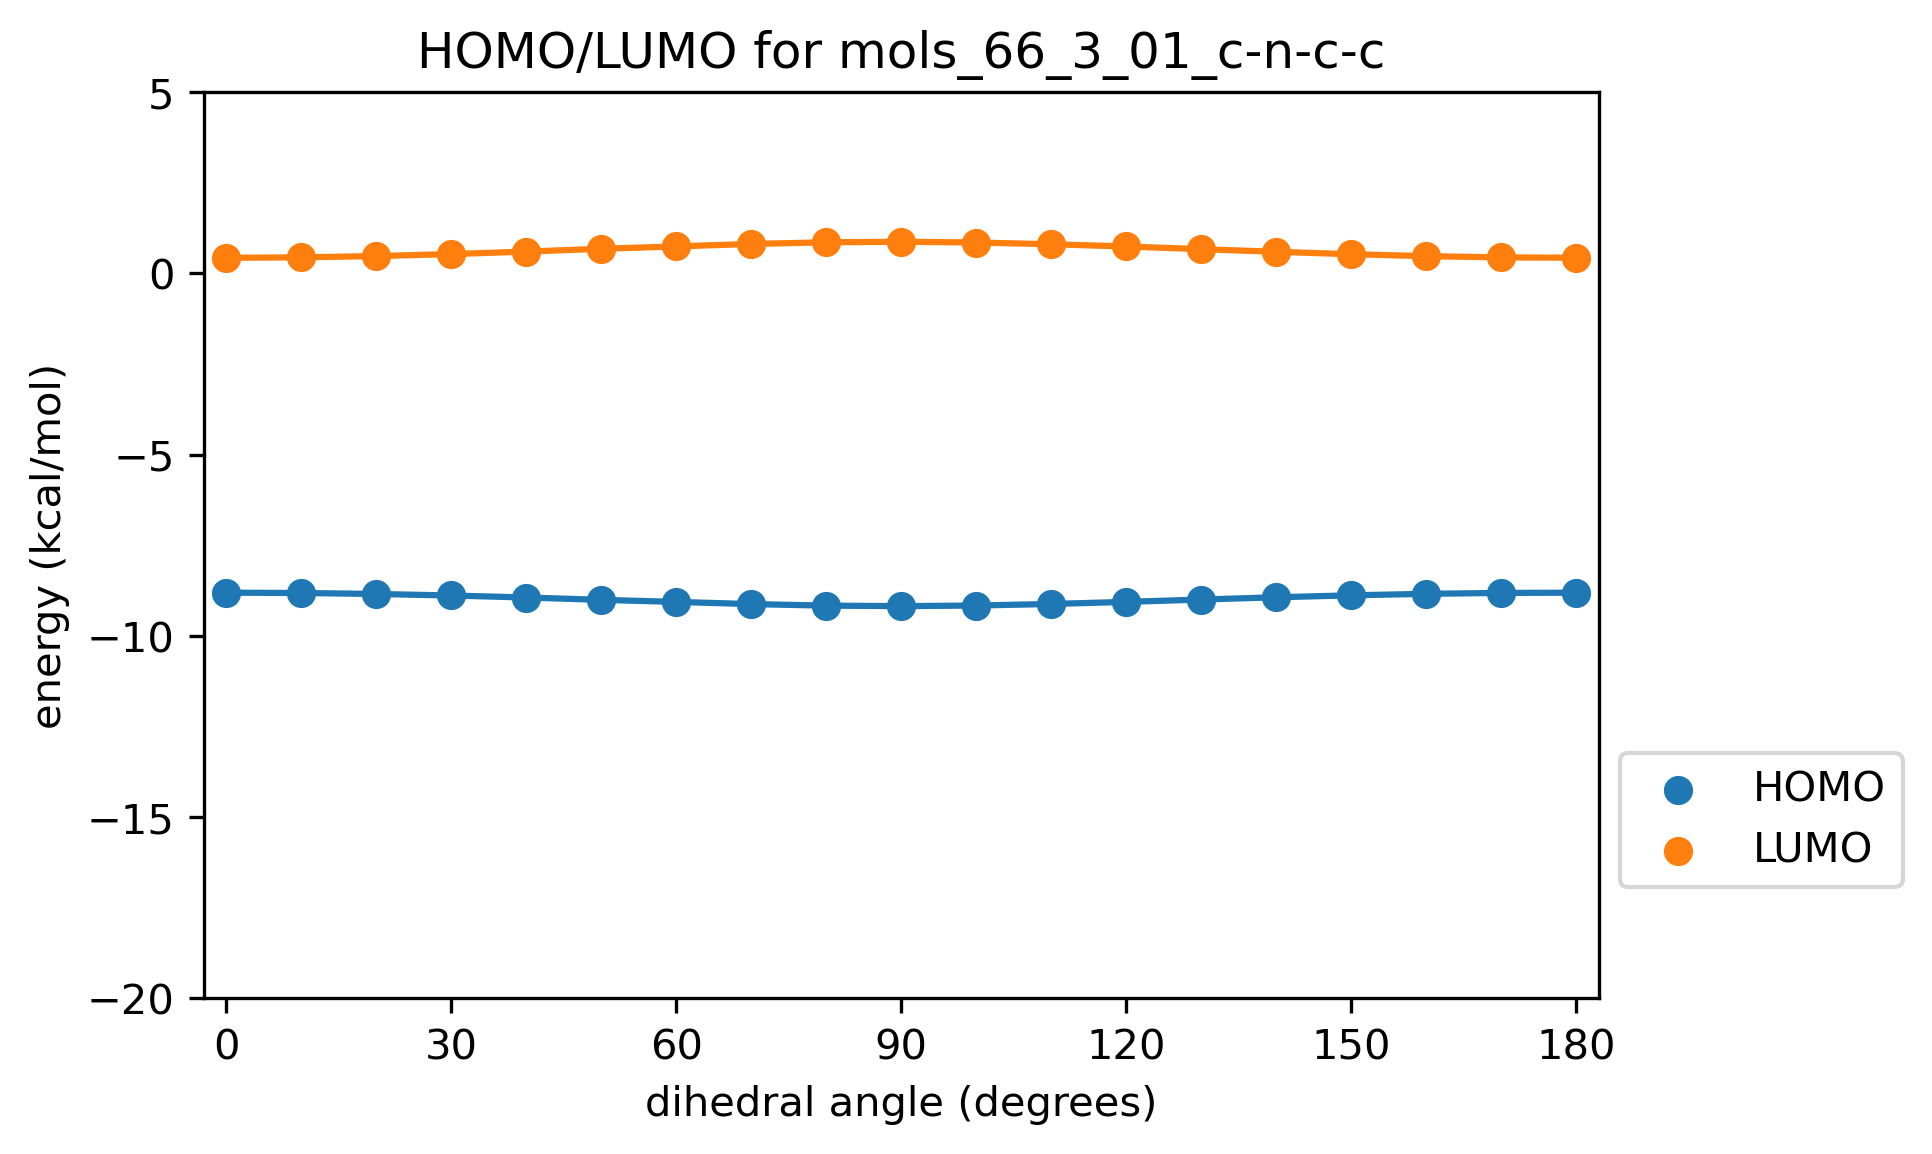 HOMO/LUMO for mols_66_3_01_c-n-c-c
5
0
−5
−10
−15
−20
energy (kcal/mol)
0 30 60 90 120 150 180
dihedral angle (degrees)
HOMO
LUMO